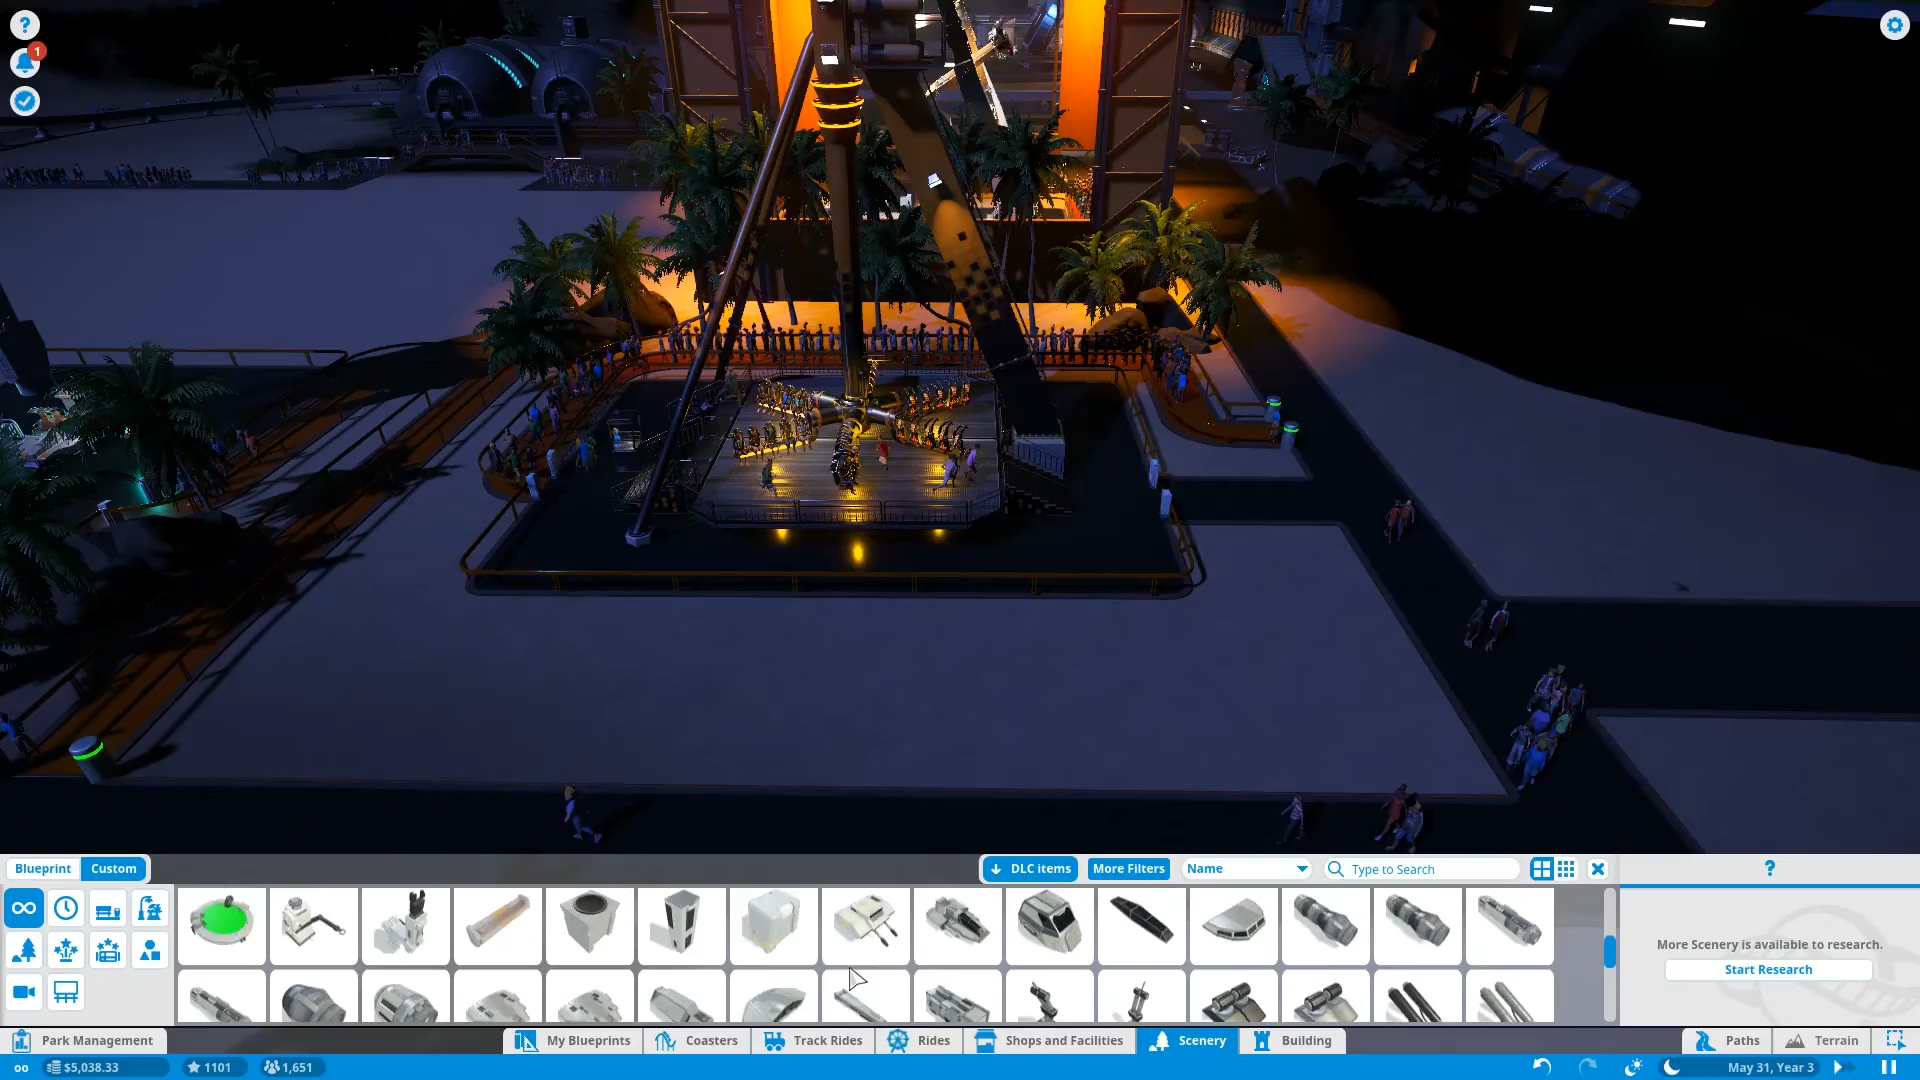 ?
1
Blueprint
Custom
DLC items
More Filters
Name
Type to Search
?
More Scenery is available to research.
Start Research
Park Management
My Blueprints
Coasters
Track Rides
Rides
Shops and Facilities
Scenery
Building
Paths
Terrain
$5,038.33
1101
1,651
May 31, Year 3